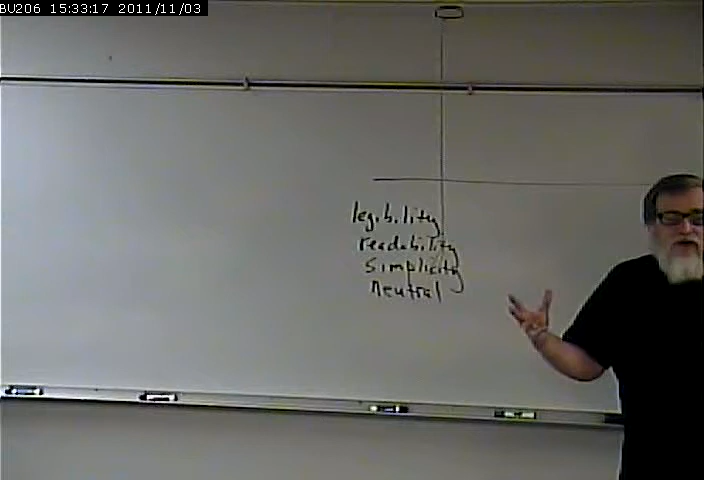 BU206 15:33:17 2011/11/03
legibility
readability
simplicity
neutral